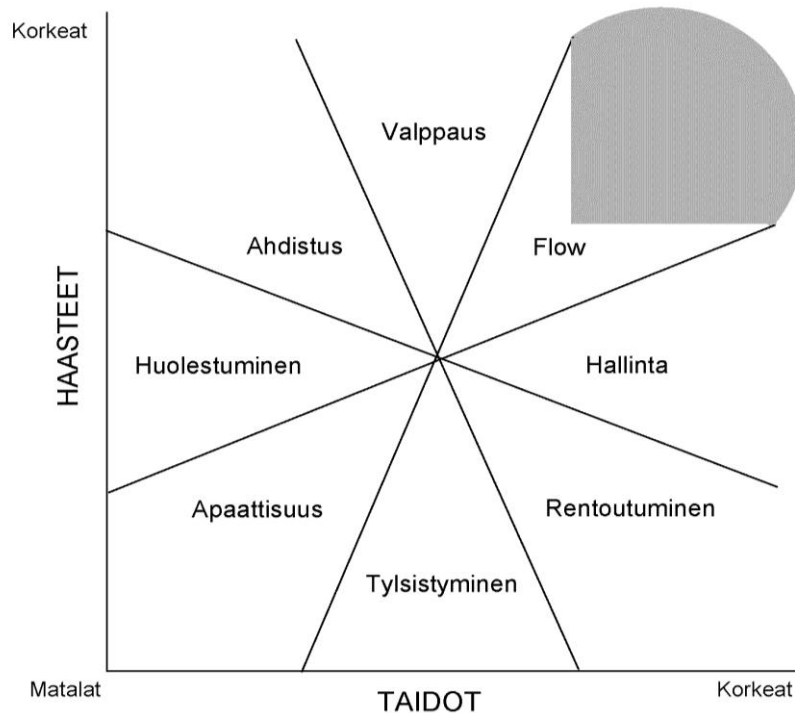 Korkeat
Valppaus
Ahdistus
Flow
HAASTEET
Huolestuminen
Hallinta
Apaattisuus
Rentoutuminen
Tylsistyminen
Matalat
TAIDOT
Korkeat